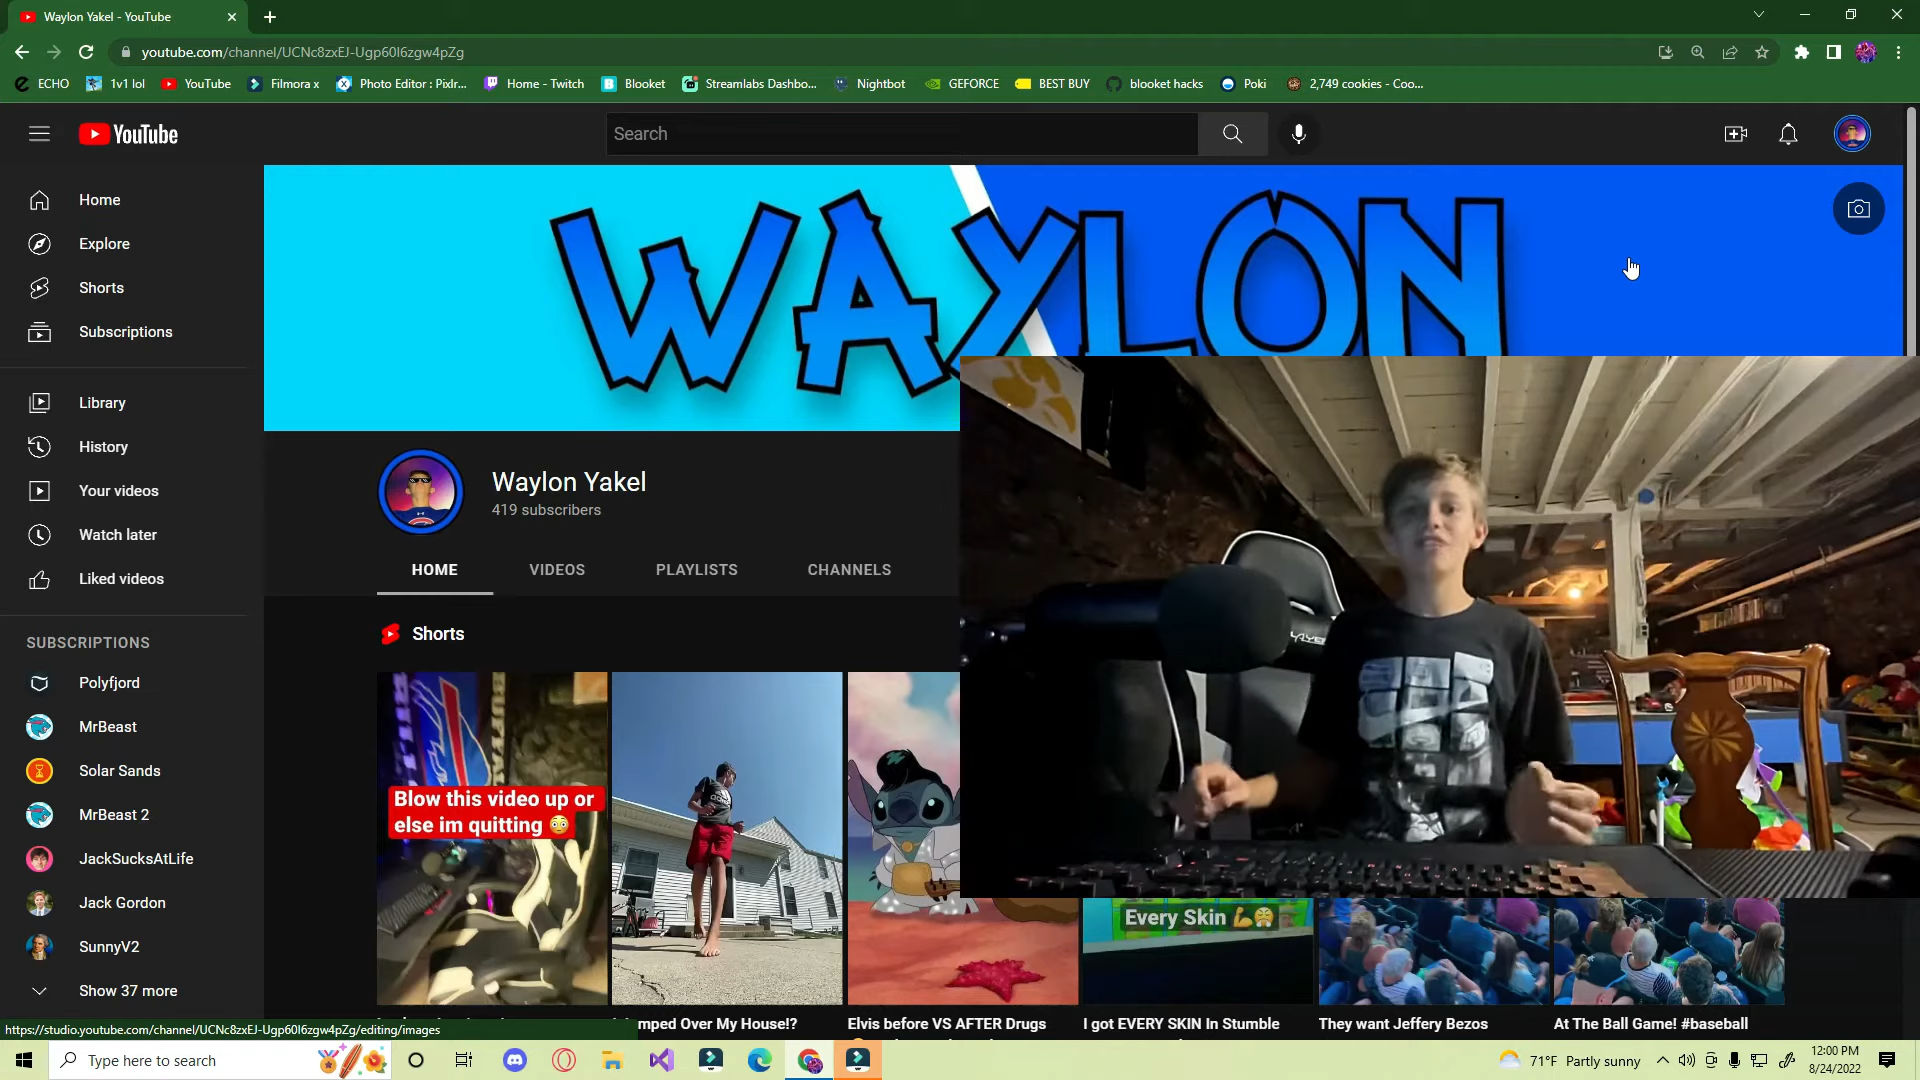 Waylon Yakel - YouTube
youtube.com/channel/UCNc8zxEJ-Ugp60l6zgw4pZg
ECHO
1v1 lol
YouTube
Filmora x
Photo Editor : Pixlr...
Home - Twitch
Blooket
Streamlabs Dashbo...
Nightbot
GEFORCE
BEST BUY
blooket hacks
Poki
2,749 cookies - Coo...
YouTube
Search
Home
Explore
Shorts
Subscriptions
Library
History
Your videos
Watch later
Liked videos
SUBSCRIPTIONS
Polyfjord
MrBeast
Solar Sands
MrBeast 2
JackSucksAtLife
Jack Gordon
SunnyV2
Show 37 more
WAYLON
Waylon Yakel
419 subscribers
HOME
VIDEOS
PLAYLISTS
CHANNELS
Shorts
Blow this video up or
else im quitting 😳
Every Skin 💪😤
mped Over My House!?
Elvis before VS AFTER Drugs
I got EVERY SKIN In Stumble
They want Jeffery Bezos
At The Ball Game! #baseball
https://studio.youtube.com/channel/UCNc8zxEJ-Ugp60l6zgw4pZg/editing/images
Type here to search
71°F Partly sunny
12:00 PM
8/24/2022